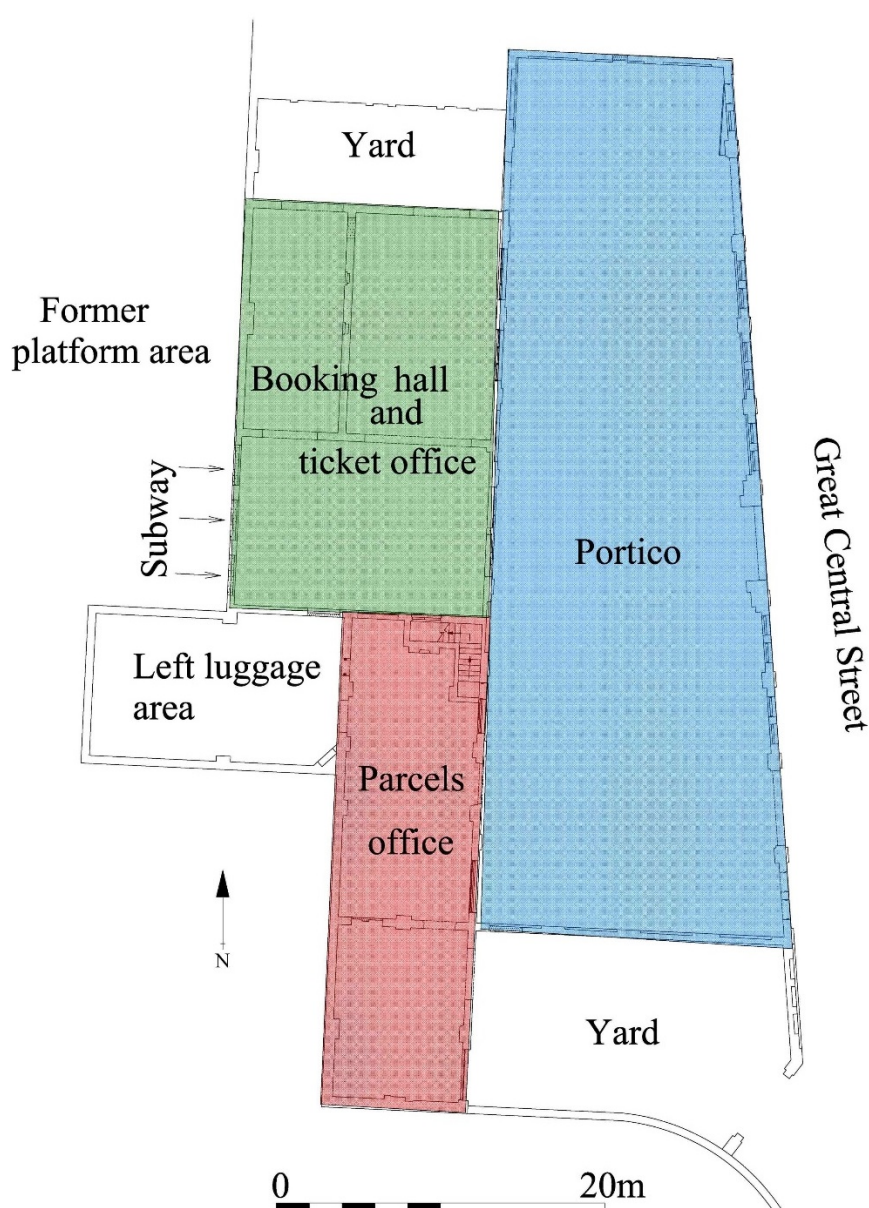 Yard
Former
platform area
Booking hall
and
ticket office
Subway
Portico
Great Central Street
Left luggage
area
Parcels
office
N
Yard
0 20m